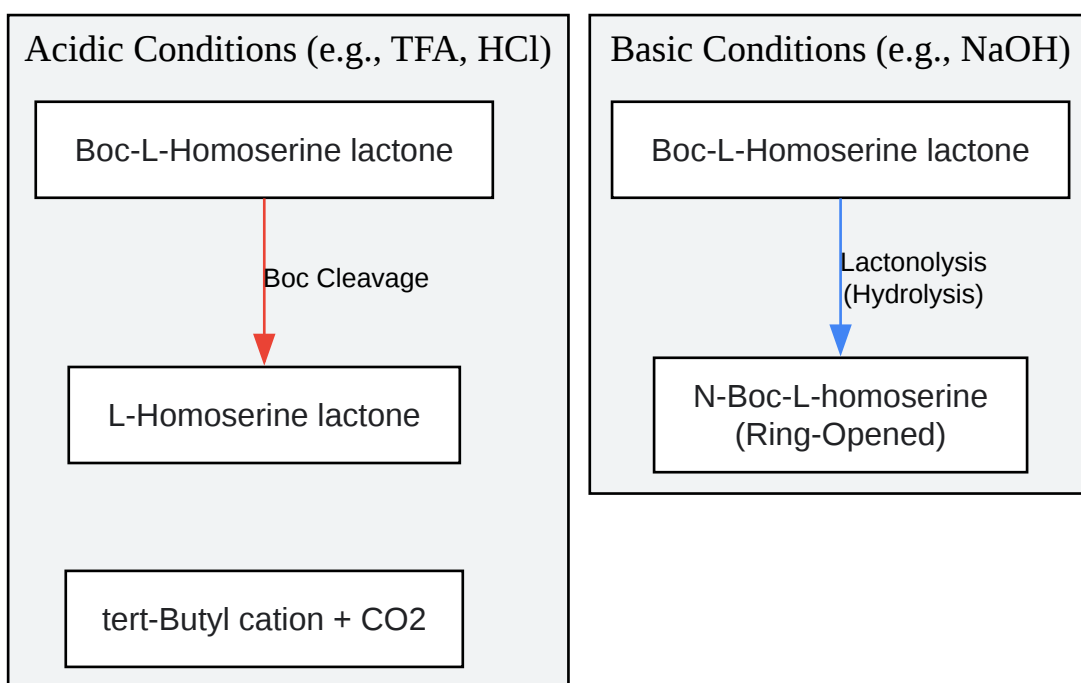 Acidic Conditions (e.g., TFA, HCl)
Boc-L-Homoserine lactone
Boc Cleavage
L-Homoserine lactone
tert-Butyl cation + CO2
Basic Conditions (e.g., NaOH)
Boc-L-Homoserine lactone
Lactonolysis
(Hydrolysis)
N-Boc-L-homoserine
(Ring-Opened)